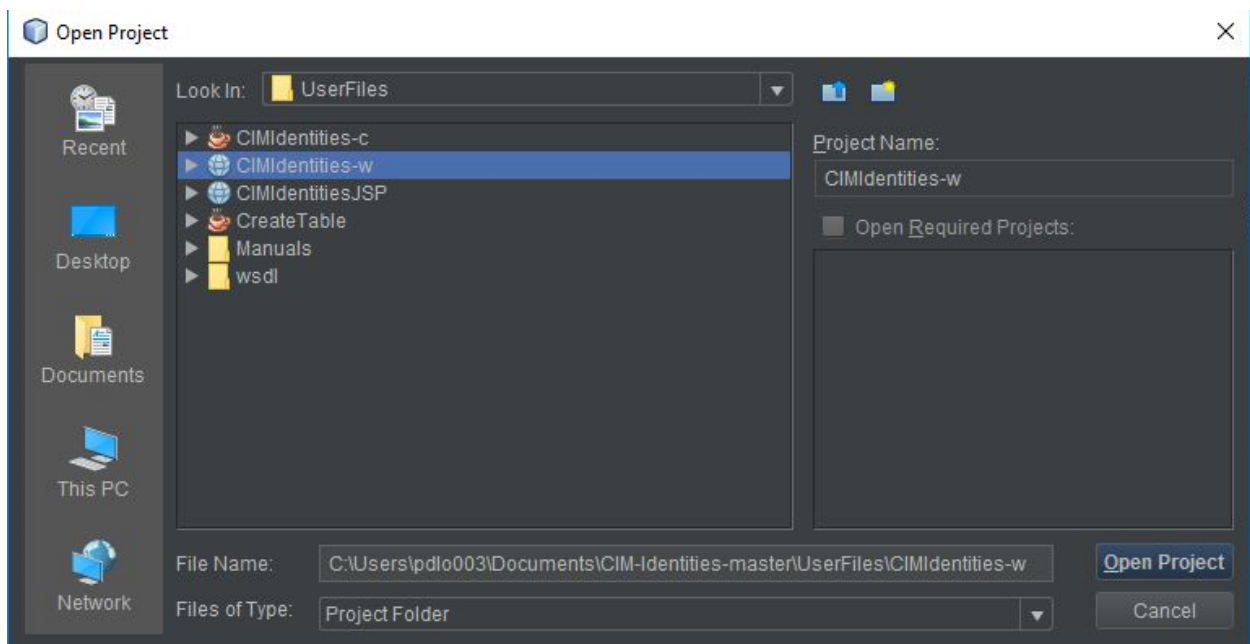 Open Project
Look In: UserFiles
Recent
Desktop
Documents
This PC
Network
CIMIdentities-c
CIMIdentities-w
CIMIdentitiesJSP
CreateTable
Manuals
wsdl
Project Name:
CIMIdentities-w
Open Required Projects:
File Name: C:\Users\pdlo003\Documents\CIM-Identities-master\UserFiles\CIMIdentities-w
Open Project
Files of Type: Project Folder
Cancel